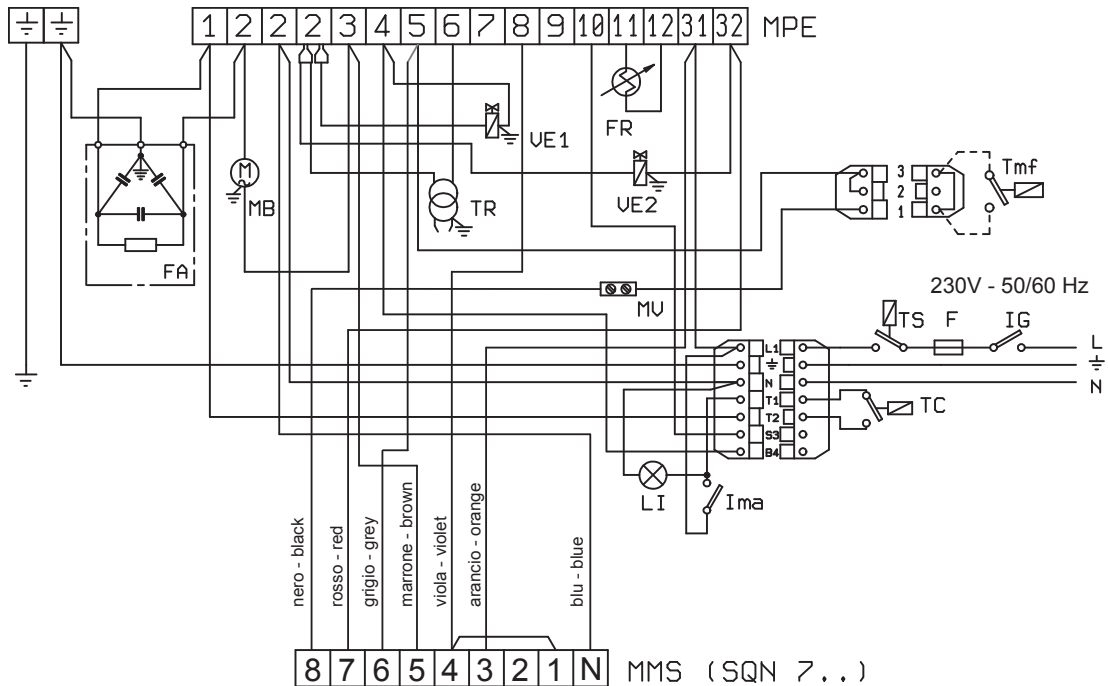 1 2 2 2 3 4 5 6 7 8 9 10 11 12 31 32 MPE
VE1
FR
VE2
TR
MB
FA
3
2
1
Tmf
MV
230V - 50/60 Hz
TS F IG
L
N
L1
N
T1
T2
S3
B4
TC
LI
Ima
nero - black
rosso - red
grigio - grey
marrone - brown
viola - violet
arancio - orange
blu - blue
M
8 7 6 5 4 3 2 1 N MMS (SQN 7..)